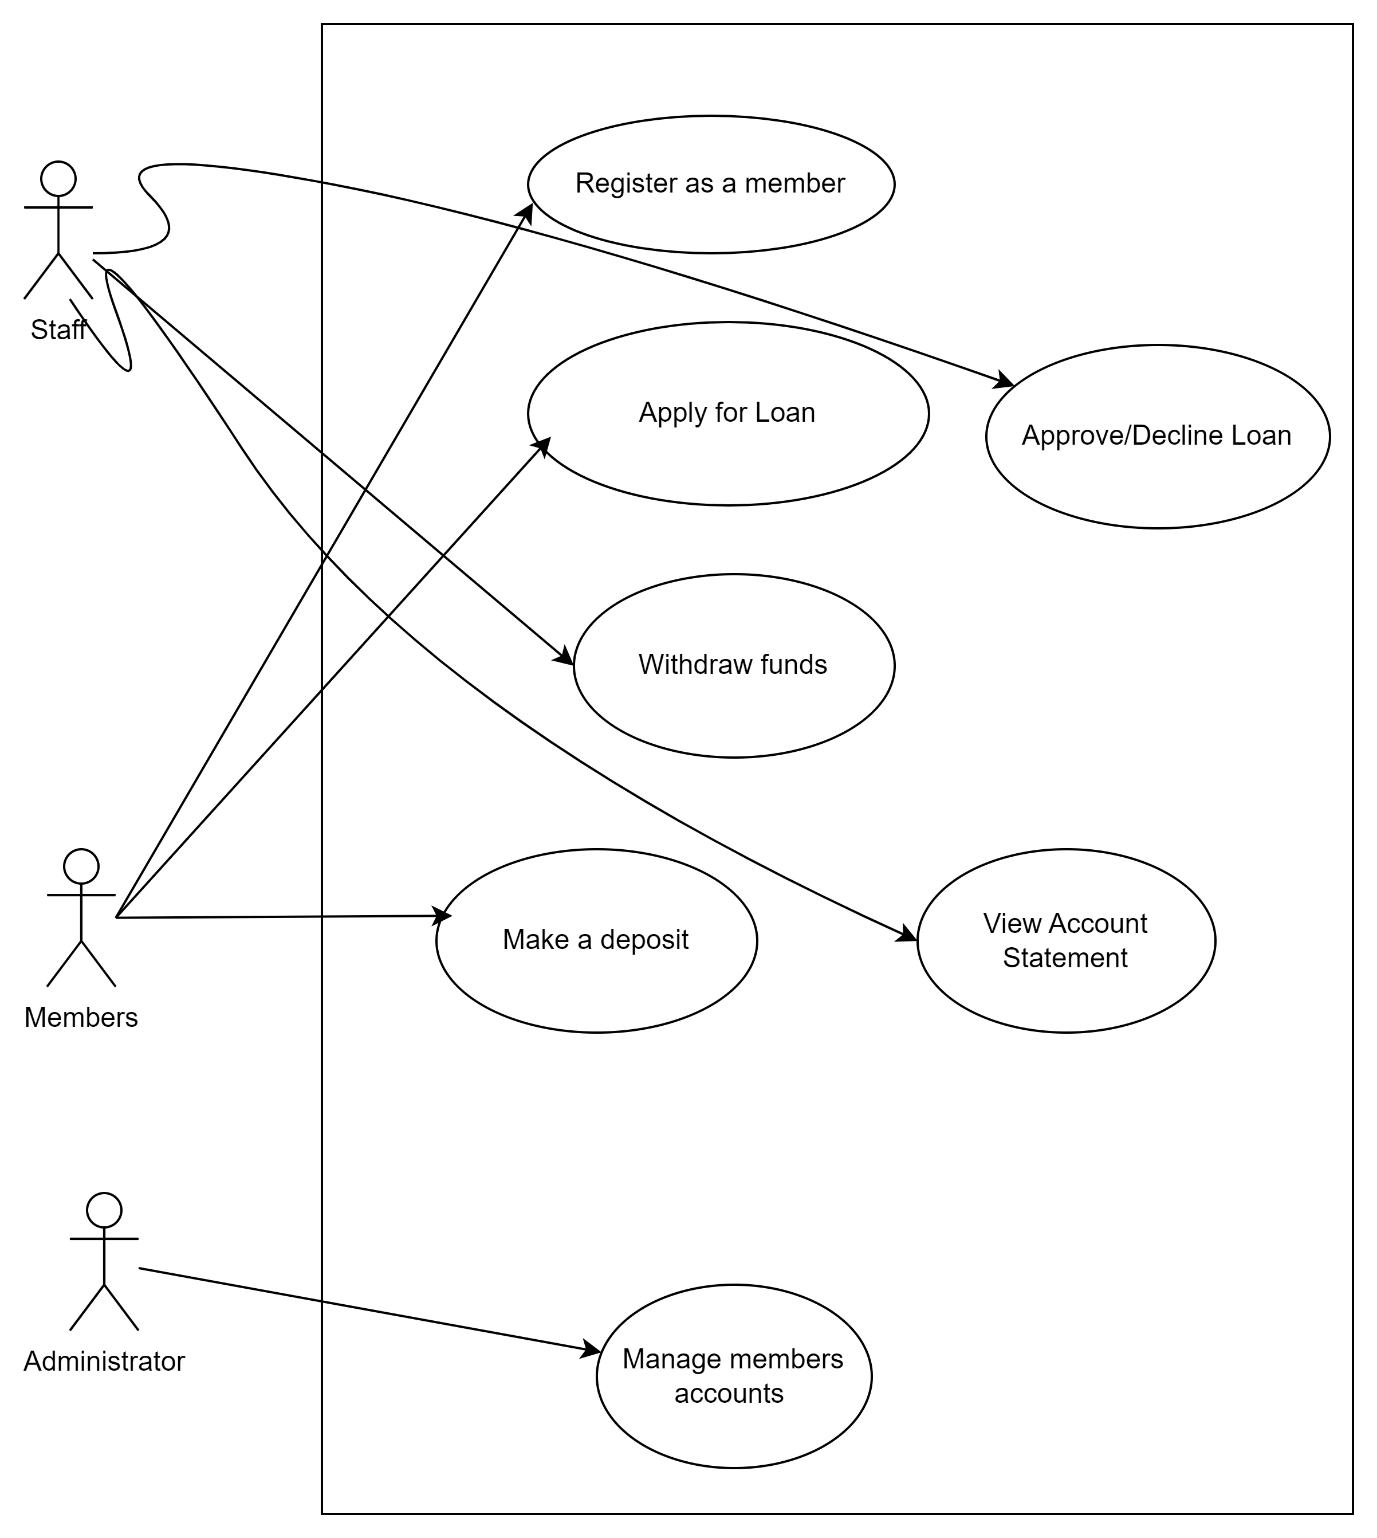 Register as a member
Staff
Apply for Loan
Approve/Decline Loan
Withdraw funds
Make a deposit
View Account
Statement
Members
Administrator
Manage members
accounts